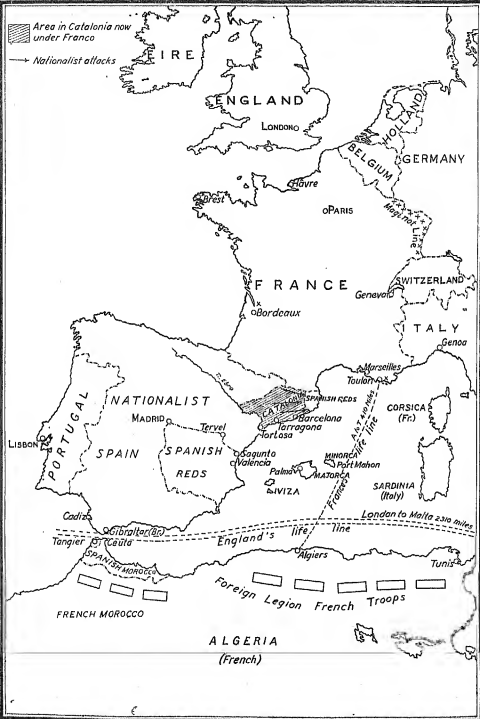 Area in Catalonia now
under Franco
Nationalist attacks
EIRE
ENGLAND
LONDON
HOLLAND
BELGIUM
GERMANY
Havre
Brest
PARIS
Maginot Line
FRANCE
SWITZERLAND
Geneva
Bordeaux
ITALY
Genoa
Marseilles
Toulon
NATIONALIST
SPAIN
CATALONIA
SPANISH REDS
Barcelona
Tarragona
Tortosa
CORSICA
(Fr.)
MADRID
Tervel
SPANISH
REDS
Sagunto
Valencia
PORTUGAL
LISBON
MINORCA
Port Mahon
Palma
MAJORCA
IVIZA
SARDINIA
(Italy)
France's life line
410 miles
Cadiz
Gibraltar (Br.)
England's life line
London to Malta 2310 miles
Tangier
Ceuta
SPANISH MOROCCO
Algiers
Tunis
Foreign Legion French Troops
FRENCH MOROCCO
ALGERIA
(French)